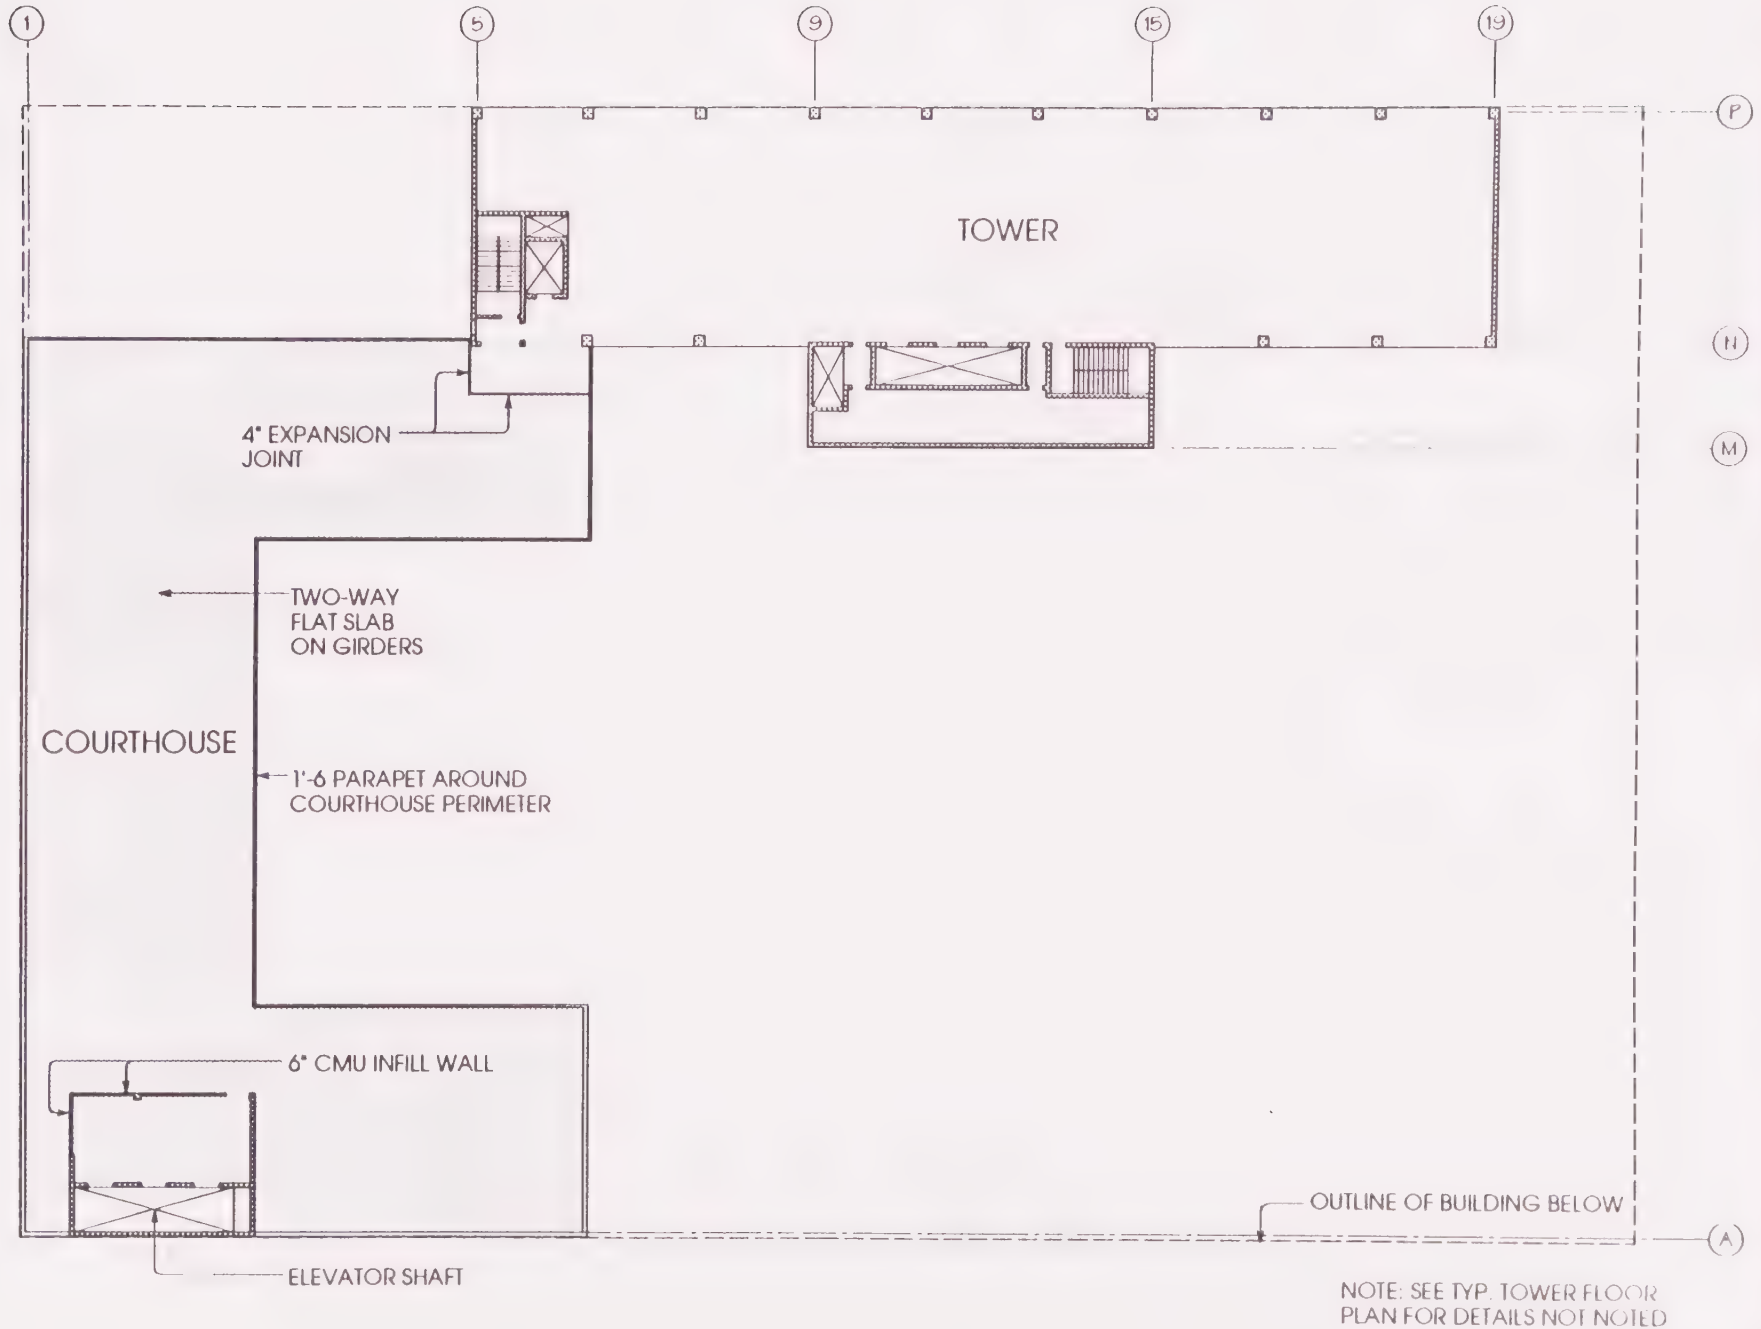 1 5 9 15 19
P
TOWER
N
4" EXPANSION
JOINT
M
TWO-WAY
FLAT SLAB
ON GIRDERS
COURTHOUSE
1'-6 PARAPET AROUND
COURTHOUSE PERIMETER
6" CMU INFILL WALL
OUTLINE OF BUILDING BELOW
A
ELEVATOR SHAFT
NOTE: SEE TYP. TOWER FLOOR
PLAN FOR DETAILS NOT NOTED